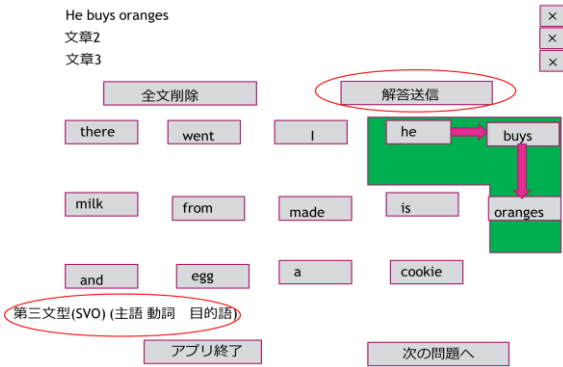 He buys oranges ×
文章2 ×
文章3 ×
全文削除 解答送信
there went I he buys
milk from made is oranges
and egg a cookie
第三文型(SVO) (主語 動詞　目的語)
アプリ終了 次の問題へ